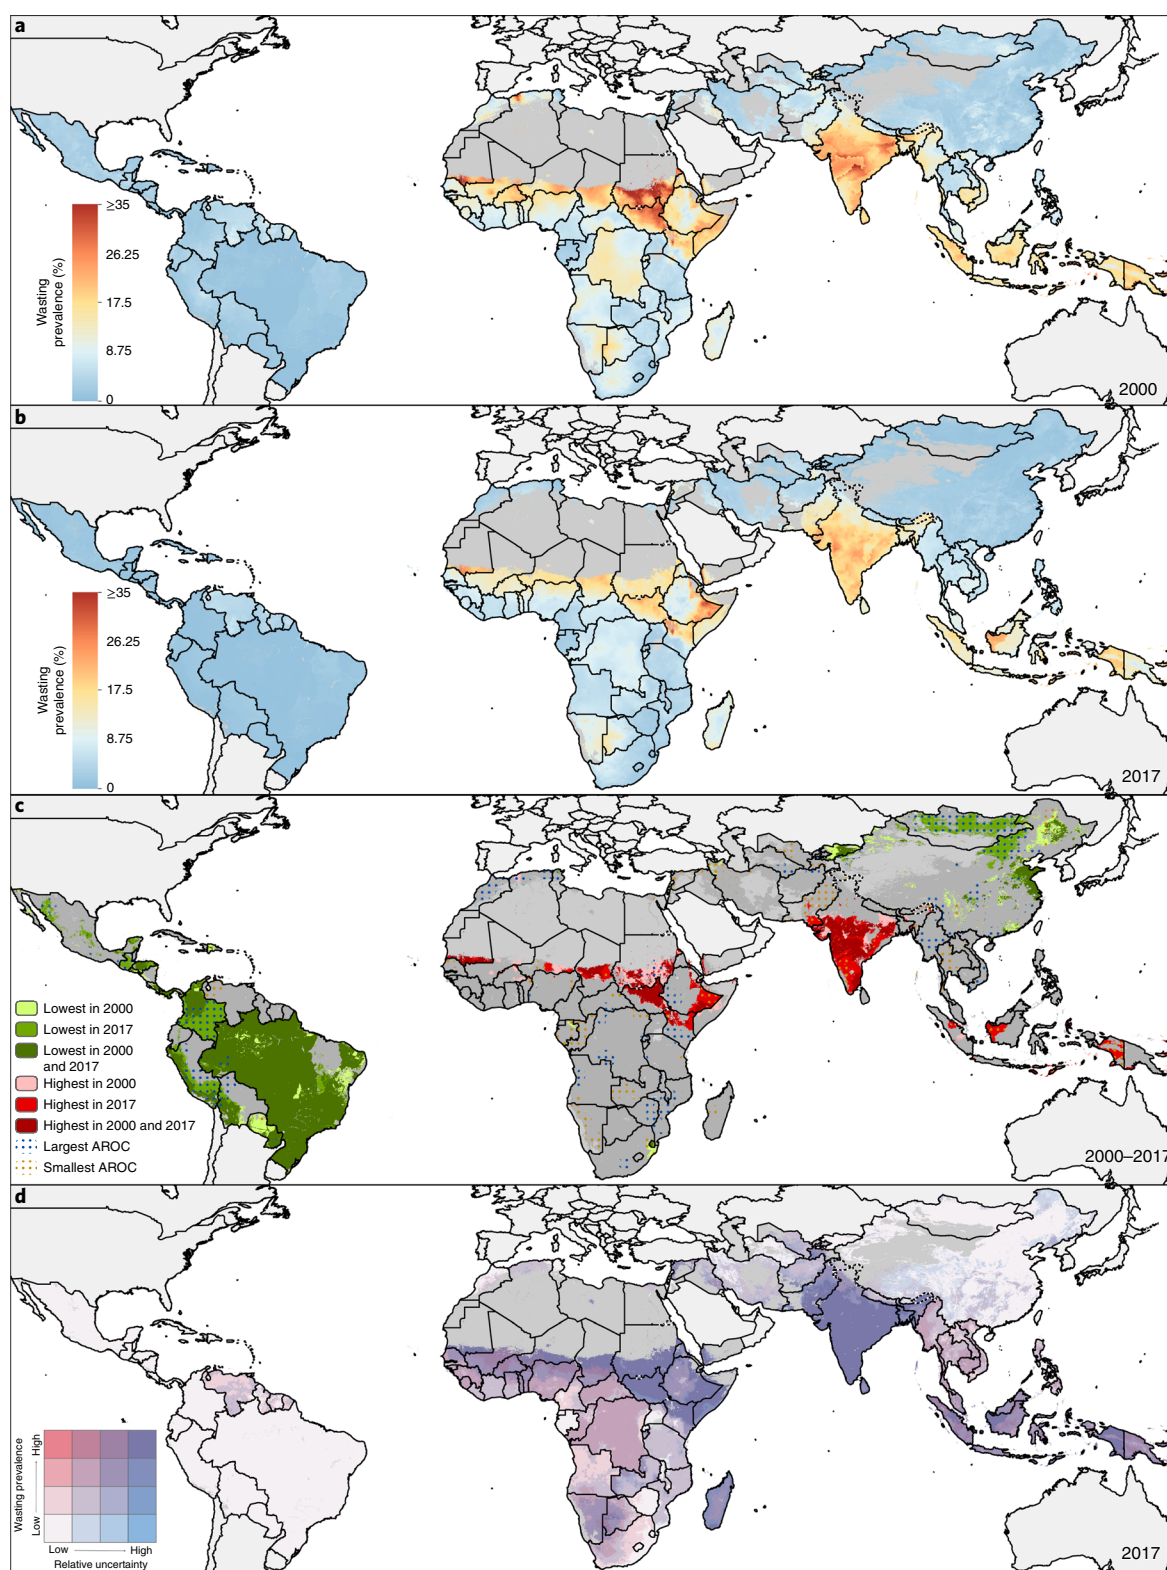 a
≥35
26.25
17.5
8.75
0
Wasting
prevalence (%)
2000
b
≥35
26.25
17.5
8.75
0
Wasting
prevalence (%)
2017
c
Lowest in 2000
Lowest in 2017
Lowest in 2000
and 2017
Highest in 2000
Highest in 2017
Highest in 2000 and 2017
Largest AROC
Smallest AROC
2000–2017
d
Wasting prevalence
High
Low
Low
High
Relative uncertainty
2017